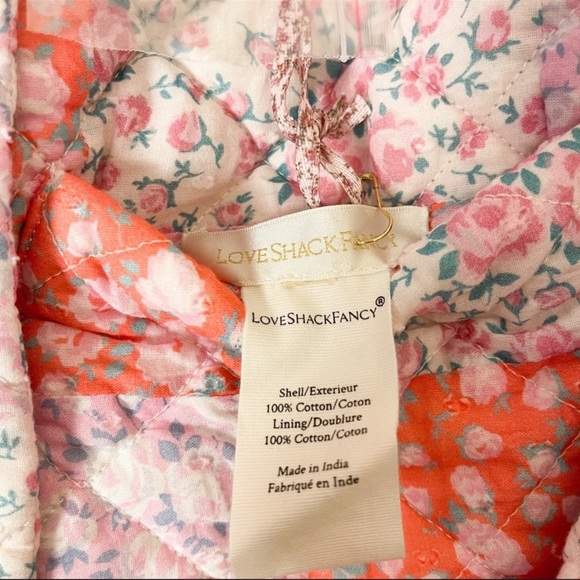 LOVESHACKFANCY
LOVESHACKFANCY®
Shell/Exterieur
100% Cotton/Coton
Lining/Doublure
100% Cotton/Coton
Made in India
Fabriqué en Inde